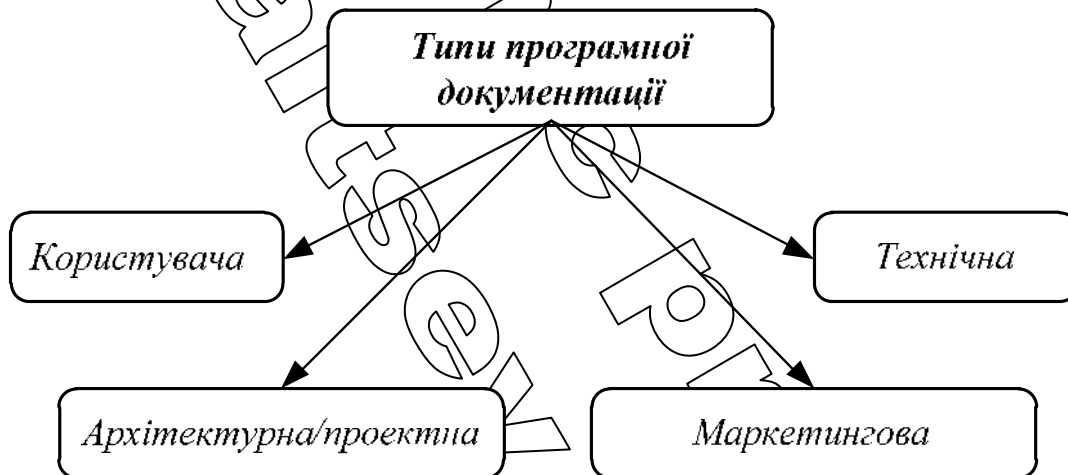 Типи програмної
документації
Користувача
Технічна
Архітектурна/проектна
Маркетингова